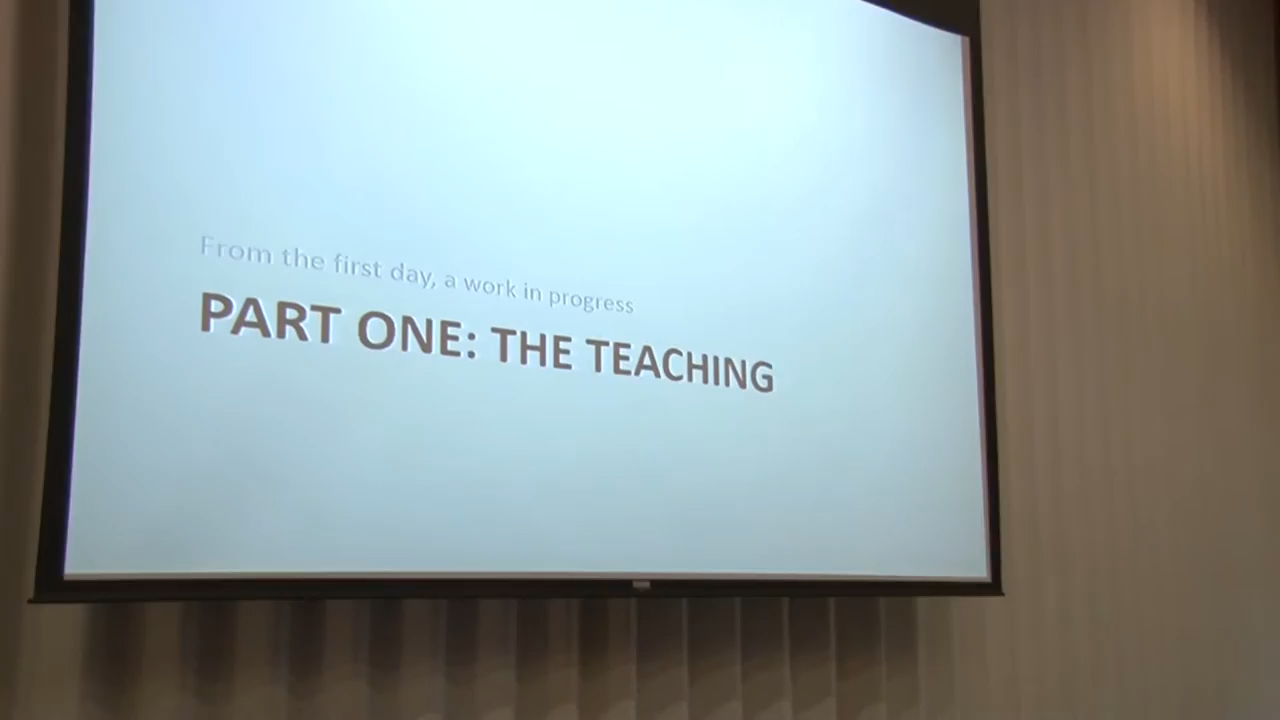 From the first day, a work in progress
PART ONE: THE TEACHING